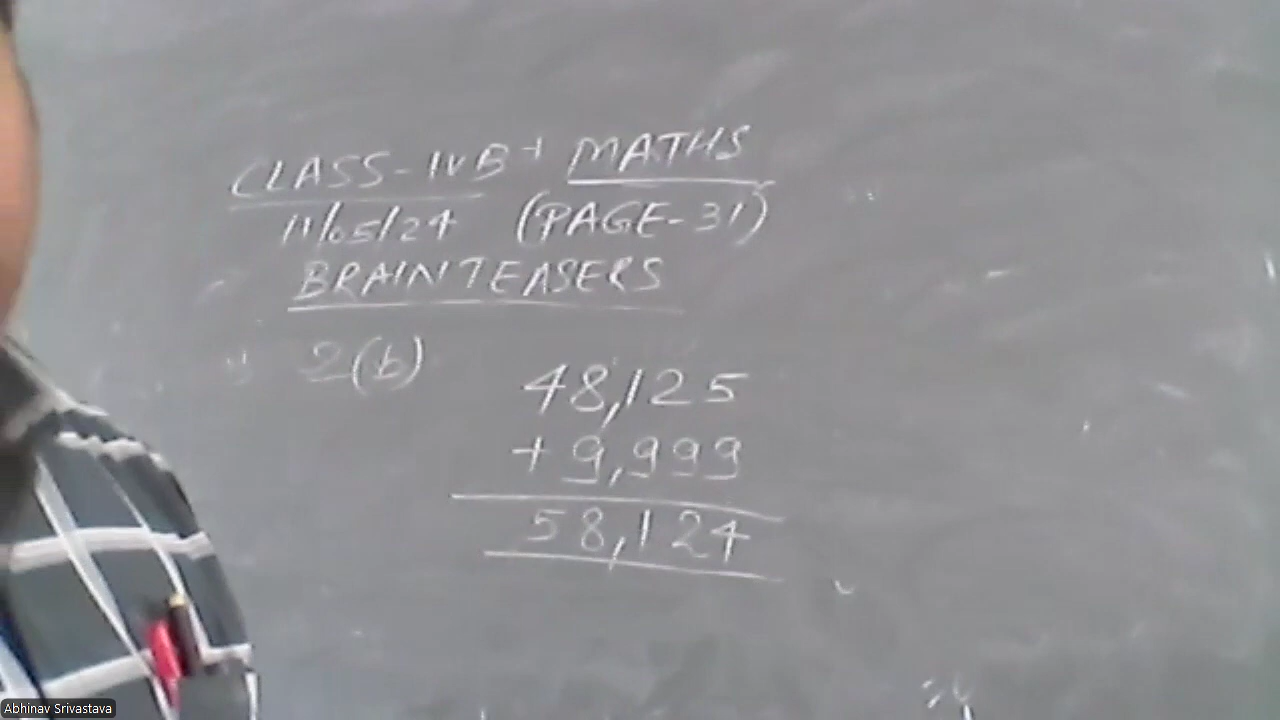 CLASS-IV B + MATHS
11/05/24 (PAGE-31)
BRAINTEASERS
2(b) 48,125
+ 9,999
58,124
Abhinav Srivastava